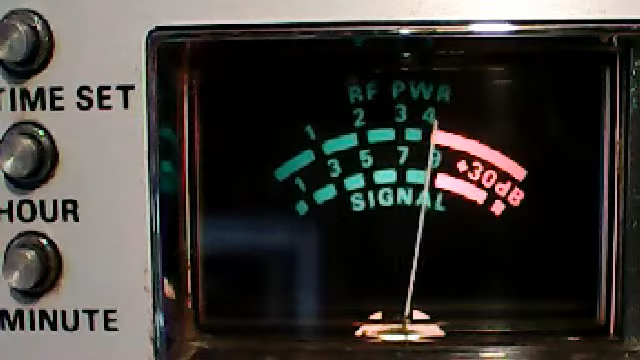 TIME SET
HOUR
MINUTE
RF PWR
1 2 3 4
1 3 5 7 9 +30dB
SIGNAL